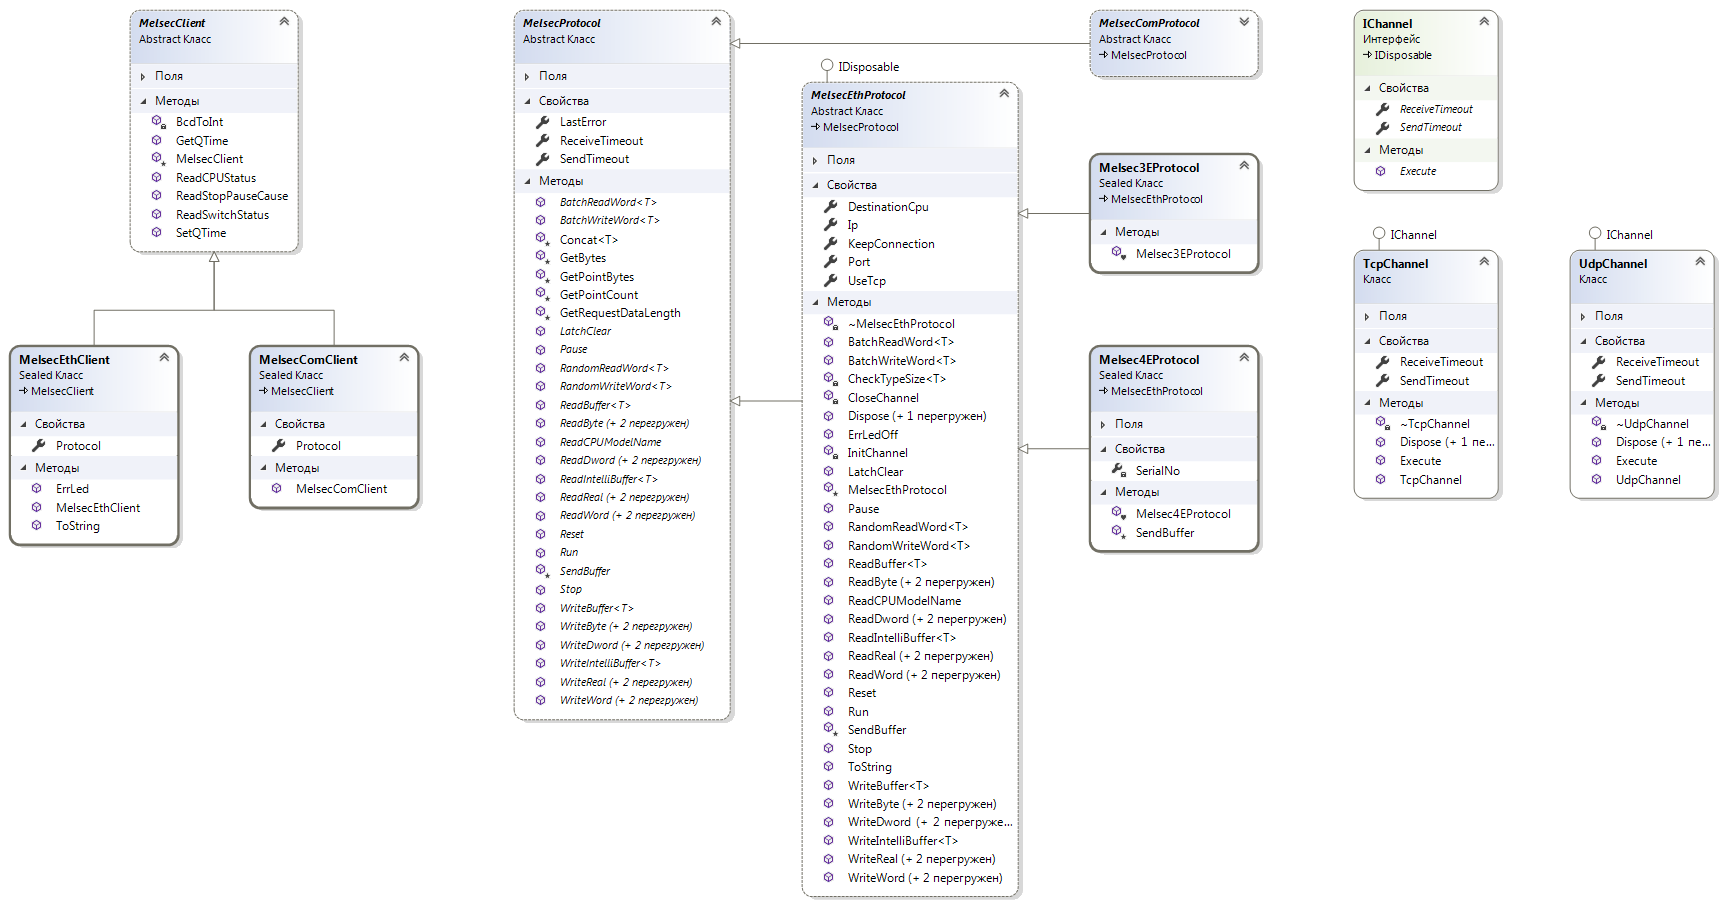 MelsecClient
Abstract Класс
Поля
Методы
BcdToInt
GetQTime
MelsecClient
ReadCPUStatus
ReadStopPauseCause
ReadSwitchStatus
SetQTime
MelsecEthClient
Sealed Класс
MelsecClient
Свойства
Protocol
Методы
ErrLed
MelsecEthClient
ToString
MelsecComClient
Sealed Класс
MelsecClient
Свойства
Protocol
Методы
MelsecComClient
MelsecProtocol
Abstract Класс
Поля
Свойства
LastError
ReceiveTimeout
SendTimeout
Методы
BatchReadWord<T>
BatchWriteWord<T>
Concat<T>
GetBytes
GetPointBytes
GetPointCount
GetRequestDataLength
LatchClear
Pause
RandomReadWord<T>
RandomWriteWord<T>
ReadBuffer<T>
ReadByte (+ 2 перегружен)
ReadCPUModelName
ReadDword (+ 2 перегружен)
ReadIntelliBuffer<T>
ReadReal (+ 2 перегружен)
ReadWord (+ 2 перегружен)
Reset
Run
SendBuffer
Stop
WriteBuffer<T>
WriteByte (+ 2 перегружен)
WriteDword (+ 2 перегружен)
WriteIntelliBuffer<T>
WriteReal (+ 2 перегружен)
WriteWord (+ 2 перегружен)
IDisposable
MelsecEthProtocol
Abstract Класс
MelsecProtocol
Поля
Свойства
DestinationCpu
Ip
KeepConnection
Port
UseTcp
Методы
~MelsecEthProtocol
BatchReadWord<T>
BatchWriteWord<T>
CheckTypeSize<T>
CloseChannel
Dispose (+ 1 перегружен)
ErrLedOff
InitChannel
LatchClear
MelsecEthProtocol
Pause
RandomReadWord<T>
RandomWriteWord<T>
ReadBuffer<T>
ReadByte (+ 2 перегружен)
ReadCPUModelName
ReadDword (+ 2 перегружен)
ReadIntelliBuffer<T>
ReadReal (+ 2 перегружен)
ReadWord (+ 2 перегружен)
Reset
Run
SendBuffer
Stop
ToString
WriteBuffer<T>
WriteByte (+ 2 перегружен)
WriteDword (+ 2 перегруже...
WriteIntelliBuffer<T>
WriteReal (+ 2 перегружен)
WriteWord (+ 2 перегружен)
MelsecComProtocol
Abstract Класс
MelsecProtocol
Melsec3EProtocol
Sealed Класс
MelsecEthProtocol
Методы
Melsec3EProtocol
Melsec4EProtocol
Sealed Класс
MelsecEthProtocol
Поля
Свойства
SerialNo
Методы
Melsec4EProtocol
SendBuffer
IChannel
Интерфейс
IDisposable
Свойства
ReceiveTimeout
SendTimeout
Методы
Execute
IChannel
TcpChannel
Класс
Поля
Свойства
ReceiveTimeout
SendTimeout
Методы
~TcpChannel
Dispose (+ 1 пе...
Execute
TcpChannel
IChannel
UdpChannel
Класс
Поля
Свойства
ReceiveTimeout
SendTimeout
Методы
~UdpChannel
Dispose (+ 1 пе...
Execute
UdpChannel